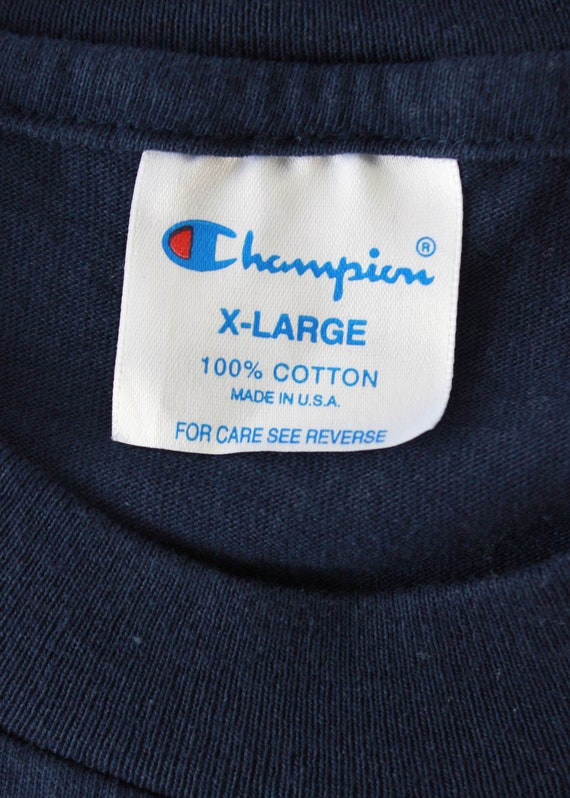 Champion ®
X-LARGE
100% COTTON
MADE IN U.S.A.
FOR CARE SEE REVERSE